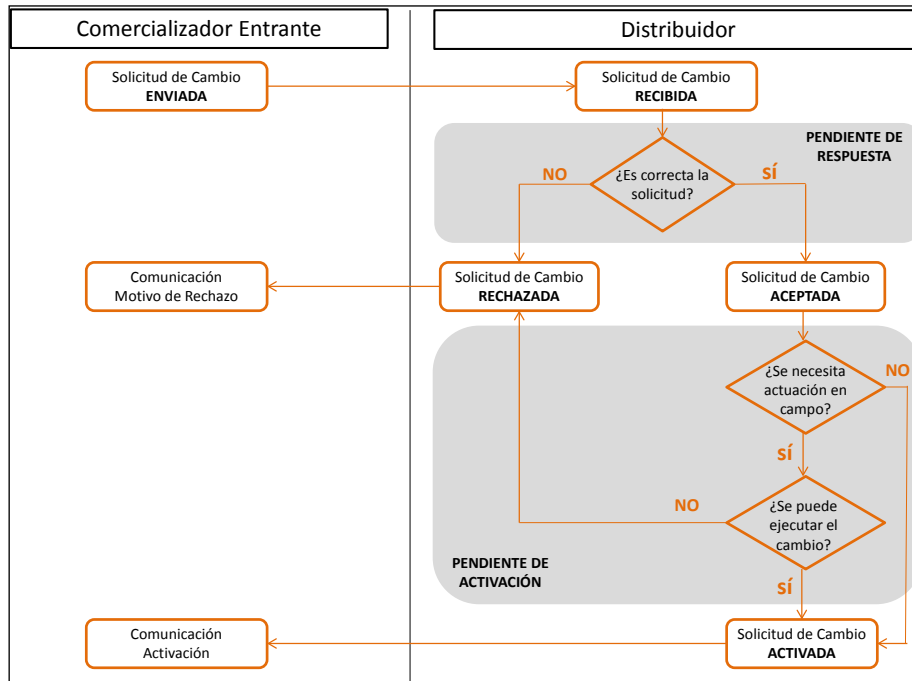 Comercializador Entrante
Distribuidor
Solicitud de Cambio
ENVIADA
Solicitud de Cambio
RECIBIDA
PENDIENTE DE
RESPUESTA
¿Es correcta la
solicitud?
NO
SÍ
Comunicación
Motivo de Rechazo
Solicitud de Cambio
RECHAZADA
Solicitud de Cambio
ACEPTADA
¿Se necesita
actuación en
campo?
NO
SÍ
¿Se puede
ejecutar el
cambio?
NO
PENDIENTE DE
ACTIVACIÓN
SÍ
Comunicación
Activación
Solicitud de Cambio
ACTIVADA